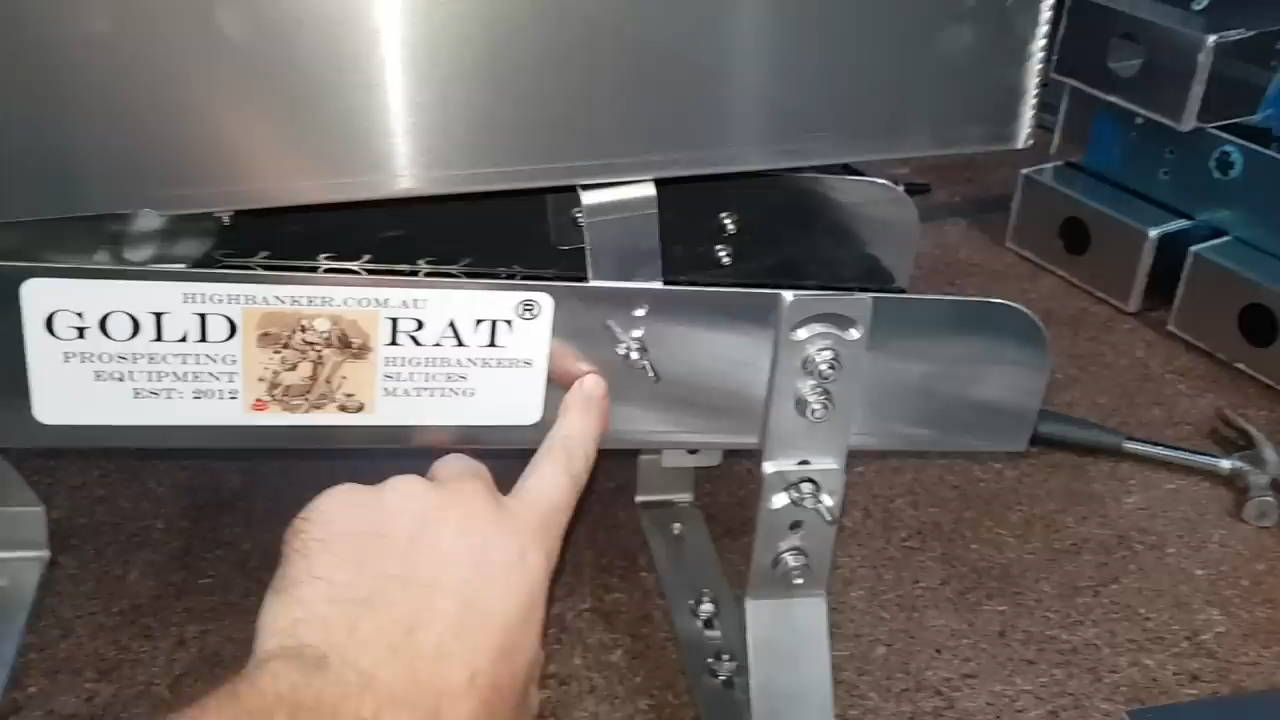 HIGHBANKER.COM.AU
GOLD RAT®
PROSPECTING
EQUIPMENT
EST: 2012
HIGHBANKERS
SLUICES
MATTING